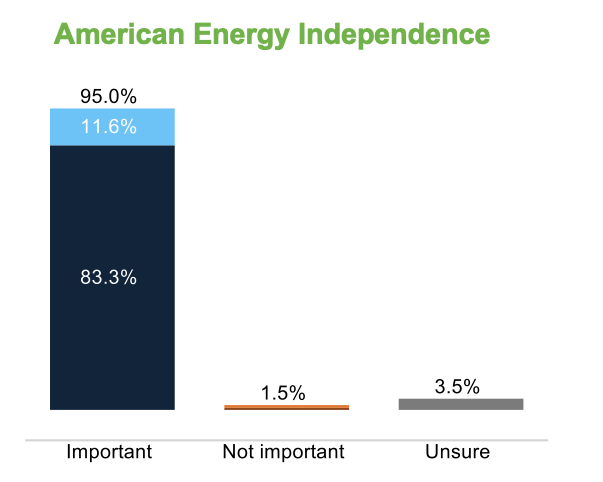 American Energy Independence
95.0%
11.6%
83.3%
1.5%
3.5%
Important
Not important
Unsure